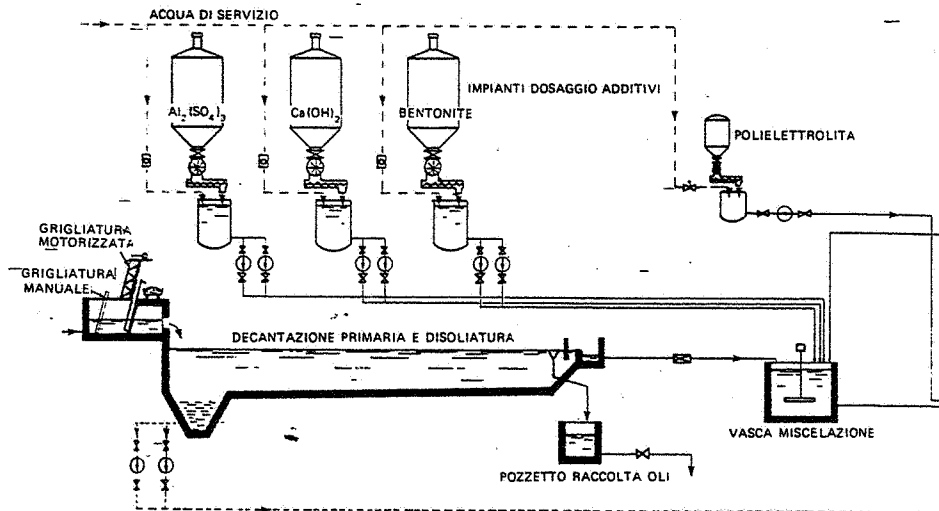 ACQUA DI SERVIZIO
IMPIANTI DOSAGGIO ADDITIVI
Al₂(SO₄)₃
Ca(OH)₂
BENTONITE
POLIELETTROLITA
GRIGLIATURA
MOTORIZZATA
GRIGLIATURA
MANUALE
DECANTAZIONE PRIMARIA E DISOLIATURA
VASCA MISCELAZIONE
POZZETTO RACCOLTA OLI